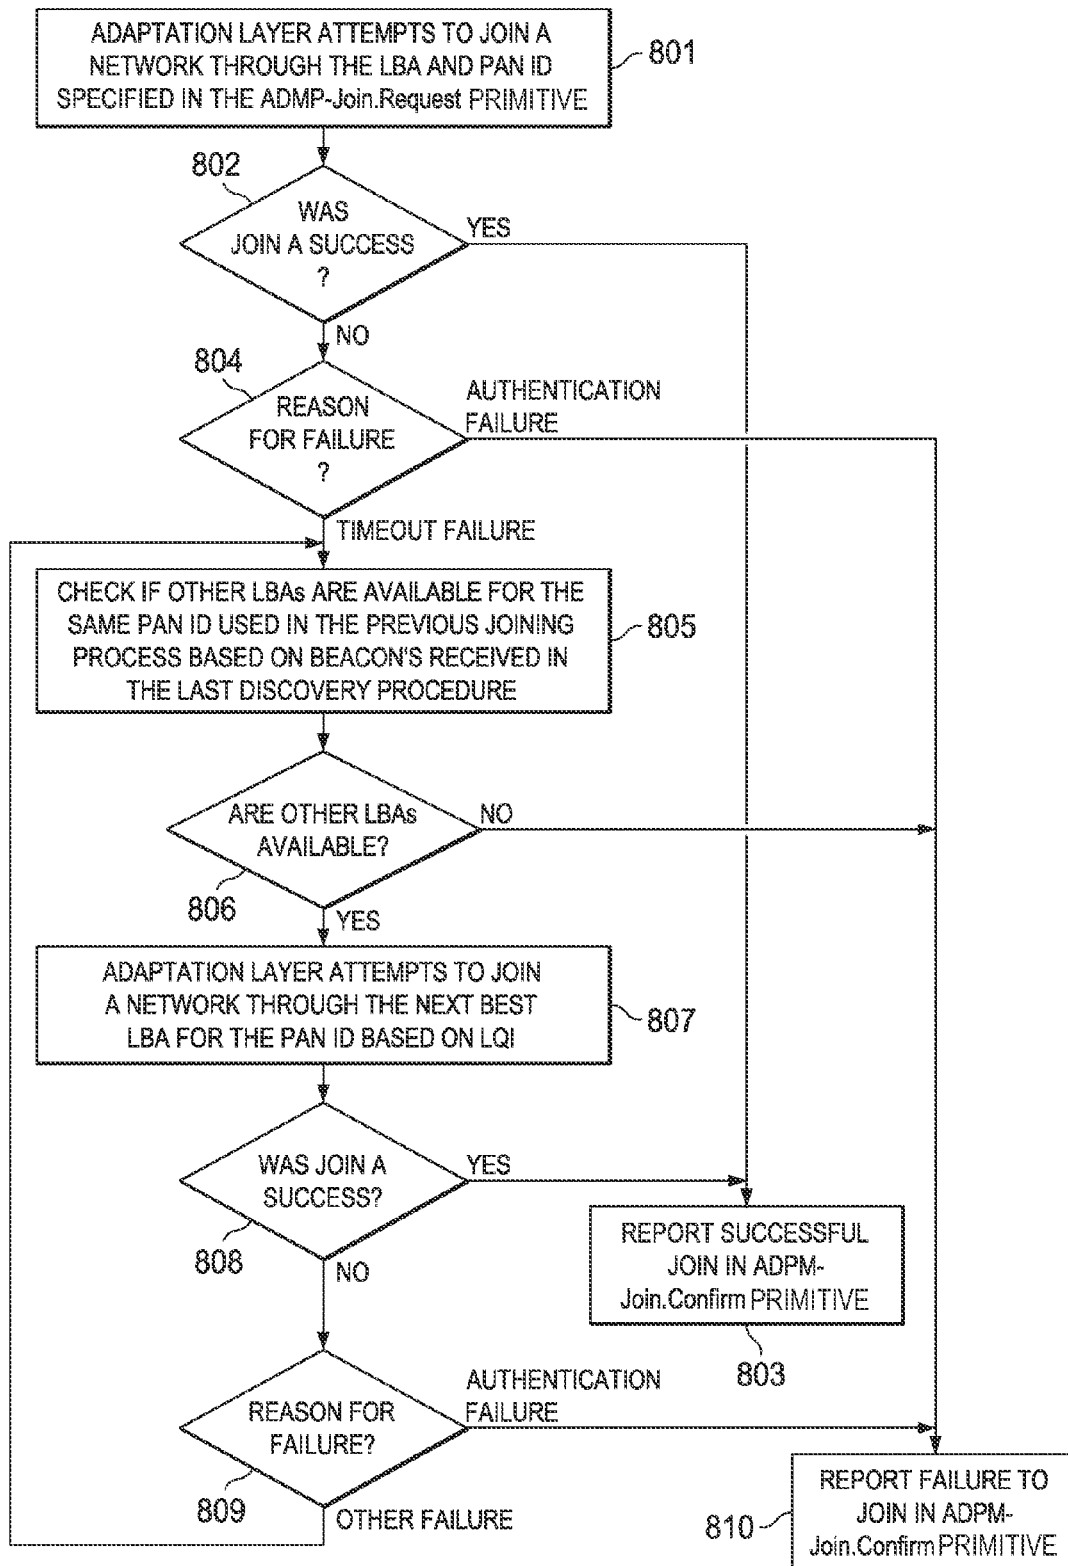 ADAPTATION LAYER ATTEMPTS TO JOIN A
NETWORK THROUGH THE LBA AND PAN ID
SPECIFIED IN THE ADMP-Join.Request PRIMITIVE
801
802
WAS
JOIN A SUCCESS
?
YES
NO
804
REASON
FOR FAILURE
?
AUTHENTICATION
FAILURE
TIMEOUT FAILURE
CHECK IF OTHER LBAs ARE AVAILABLE FOR THE
SAME PAN ID USED IN THE PREVIOUS JOINING
PROCESS BASED ON BEACON'S RECEIVED IN
THE LAST DISCOVERY PROCEDURE
805
ARE OTHER LBAs
AVAILABLE?
NO
806
YES
ADAPTATION LAYER ATTEMPTS TO JOIN
A NETWORK THROUGH THE NEXT BEST
LBA FOR THE PAN ID BASED ON LQI
807
WAS JOIN A
SUCCESS?
YES
808
NO
REPORT SUCCESSFUL
JOIN IN ADPM-
Join.Confirm PRIMITIVE
803
REASON FOR
FAILURE?
AUTHENTICATION
FAILURE
809
OTHER FAILURE
REPORT FAILURE TO
JOIN IN ADPM-
Join.Confirm PRIMITIVE
810